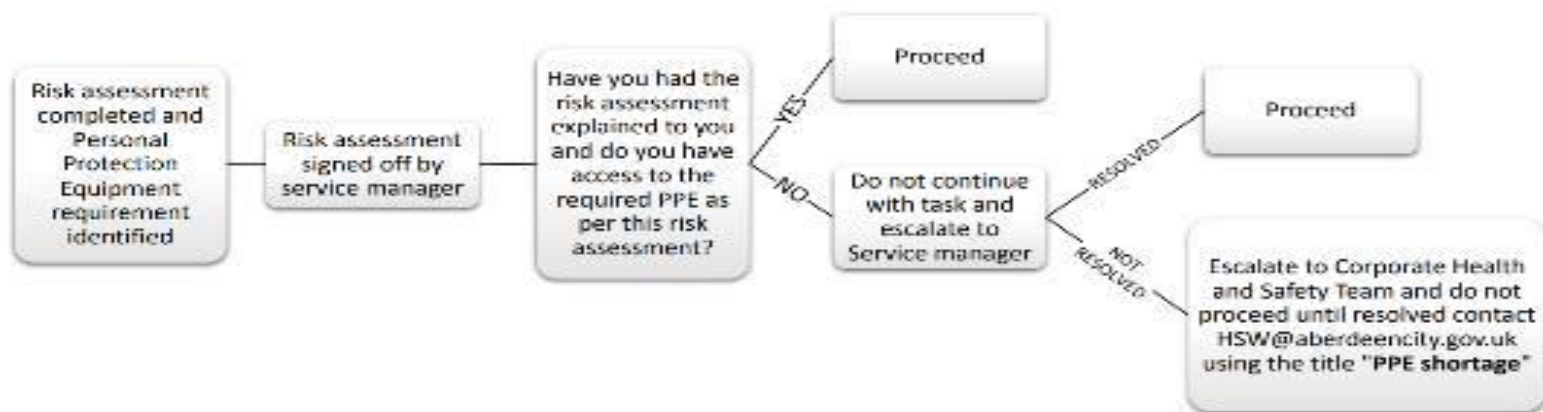 Risk assessment
completed and
Personal
Protection
Equipment
requirement
identified
Risk assessment
signed off by
service manager
Have you had the
risk assessment
explained to you
and do you have
access to the
required PPE as
per this risk
assessment?
YES
Proceed
NO
Do not continue
with task and
escalate to
Service manager
RESOLVED
Proceed
NOT
RESOLVED
Escalate to Corporate Health
and Safety Team and do not
proceed until resolved contact
HSW@aberdeencity.gov.uk
using the title "PPE shortage"